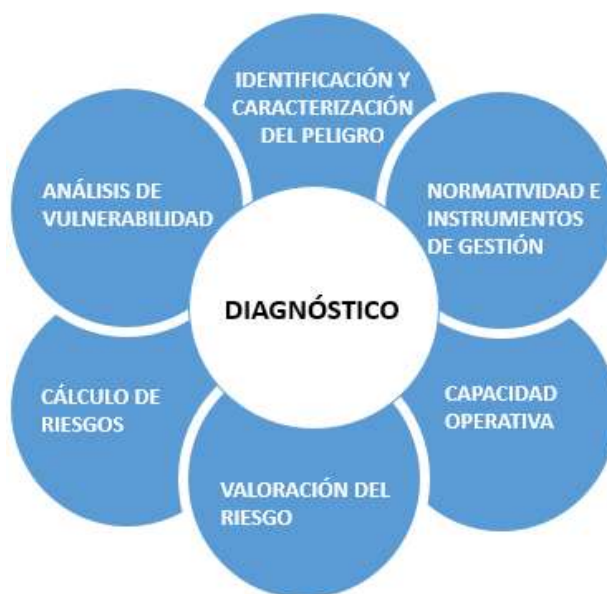 IDENTIFICACIÓN Y
CARACTERIZACIÓN
DEL PELIGRO
NORMATIVIDAD E
INSTRUMENTOS
DE GESTIÓN
CAPACIDAD
OPERATIVA
VALORACIÓN DEL
RIESGO
CÁLCULO DE
RIESGOS
ANÁLISIS DE
VULNERABILIDAD
DIAGNÓSTICO